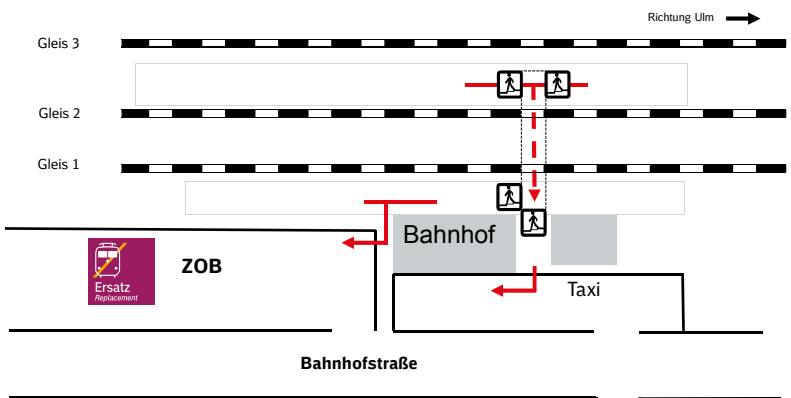 Richtung Ulm
Gleis 3
Gleis 2
Gleis 1
Bahnhof
ZOB
Ersatz
Replacement
Taxi
Bahnhofstraße